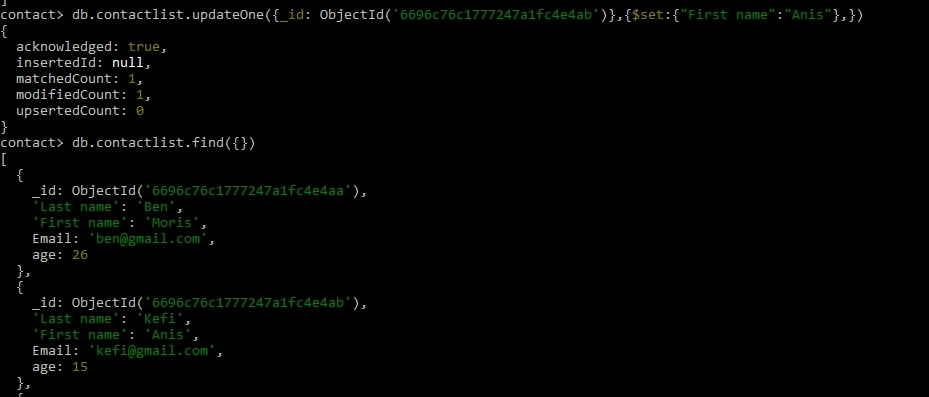 ]
contact> db.contactlist.updateOne({_id: ObjectId('6696c76c1777247a1fc4e4ab')},{$set:{"First name":"Anis"},})
{
  acknowledged: true,
  insertedId: null,
  matchedCount: 1,
  modifiedCount: 1,
  upsertedCount: 0
}
contact> db.contactlist.find({})
[
  {
    _id: ObjectId('6696c76c1777247a1fc4e4aa'),
    'Last name': 'Ben',
    'First name': 'Moris',
    Email: 'ben@gmail.com',
    age: 26
  },
  {
    _id: ObjectId('6696c76c1777247a1fc4e4ab'),
    'Last name': 'Kefi',
    'First name': 'Anis',
    Email: 'kefi@gmail.com',
    age: 15
  },
  {